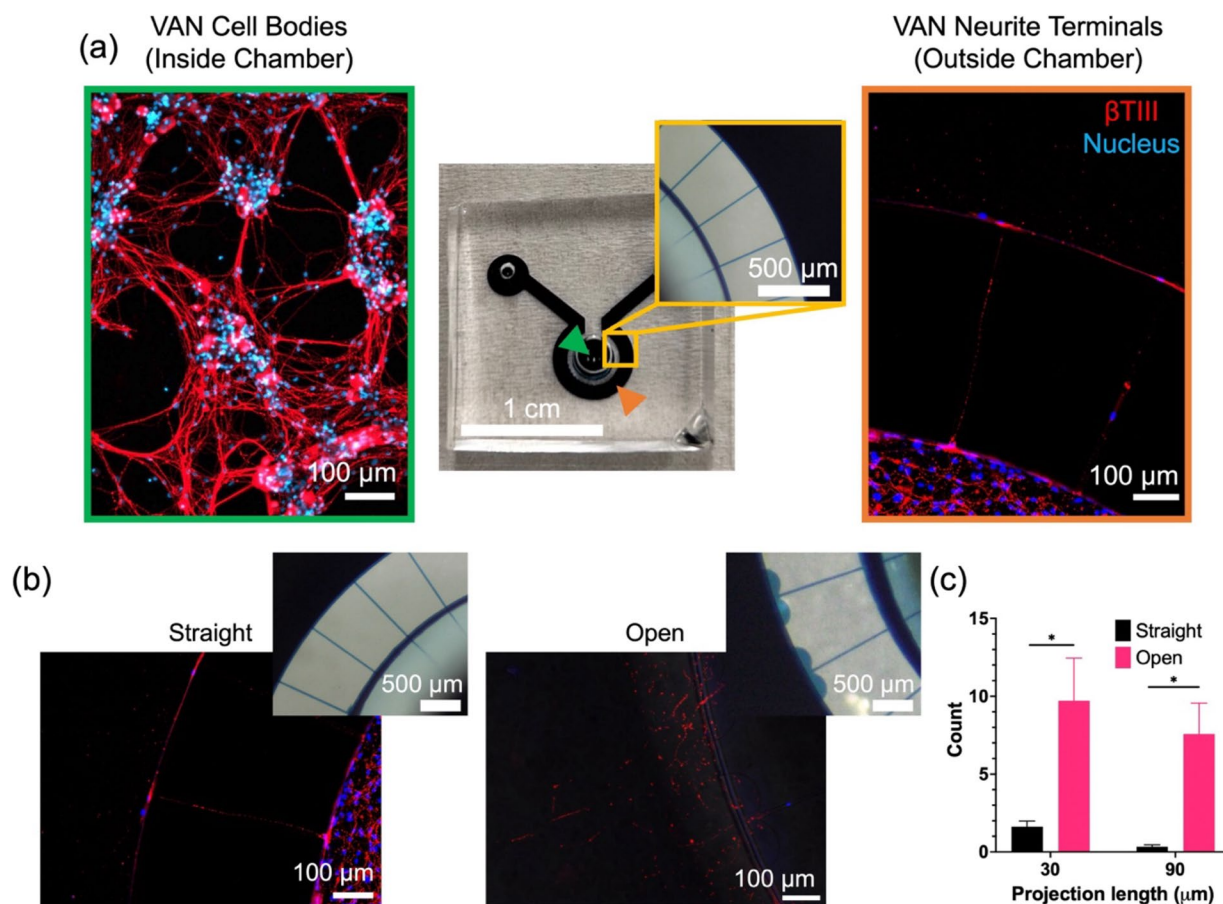 (a)
VAN Cell Bodies
(Inside Chamber)
VAN Neurite Terminals
(Outside Chamber)
βTIII
Nucleus
500 μm
1 cm
100 μm
100 μm
(b)
Straight
500 μm
100 μm
Open
500 μm
100 μm
(c)
Straight
Open
*
*
15
10
5
0
Count
30
90
Projection length (μm)